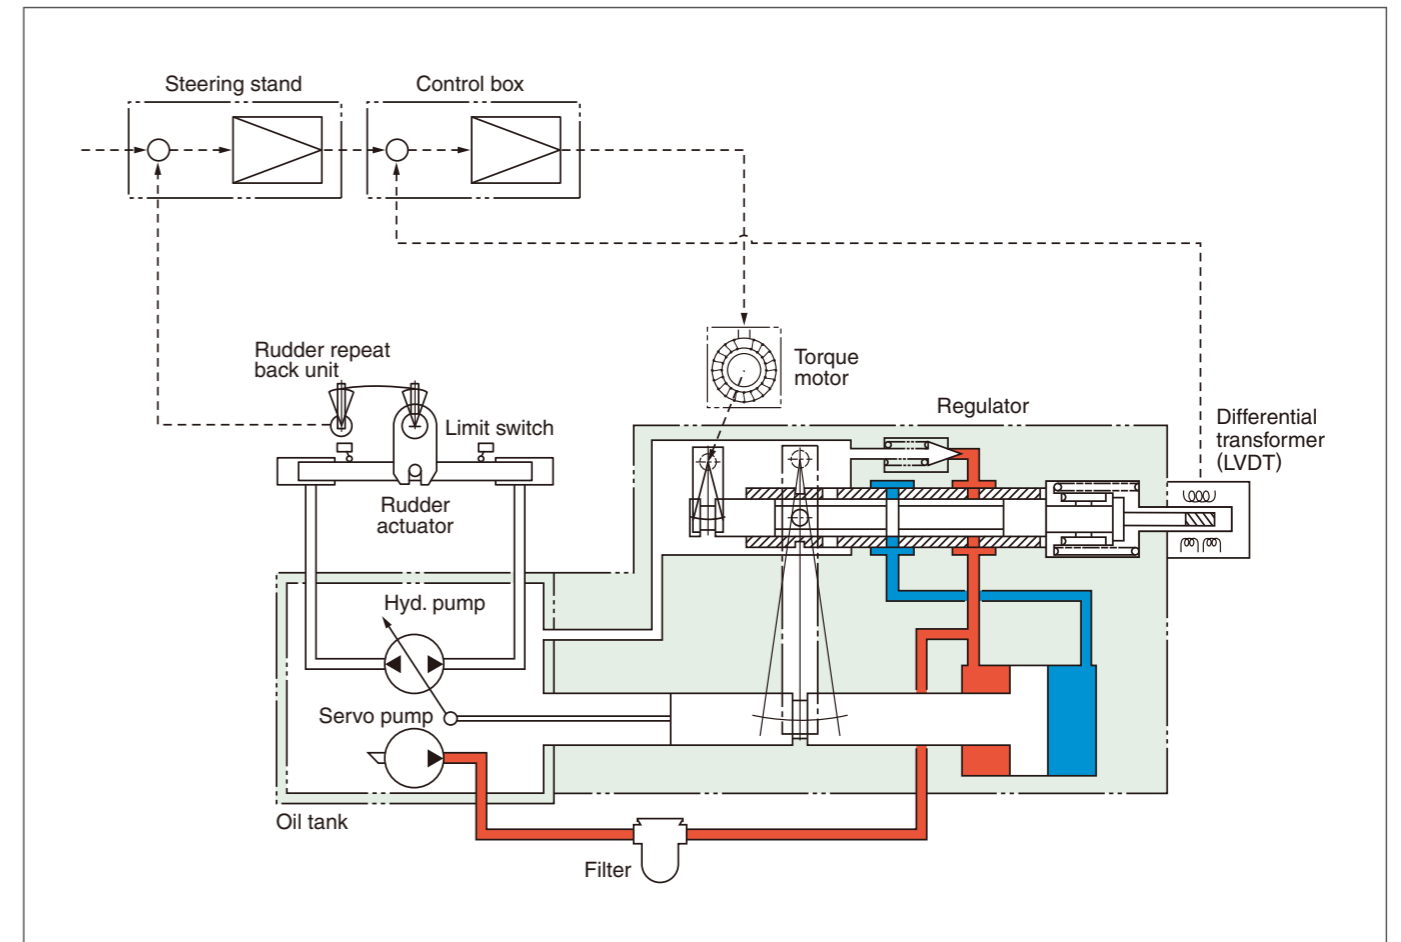 Steering stand
Control box
Rudder repeat
back unit
Torque
motor
Regulator
Limit switch
Differential
transformer
(LVDT)
Rudder
actuator
Hyd. pump
Servo pump
Oil tank
Filter